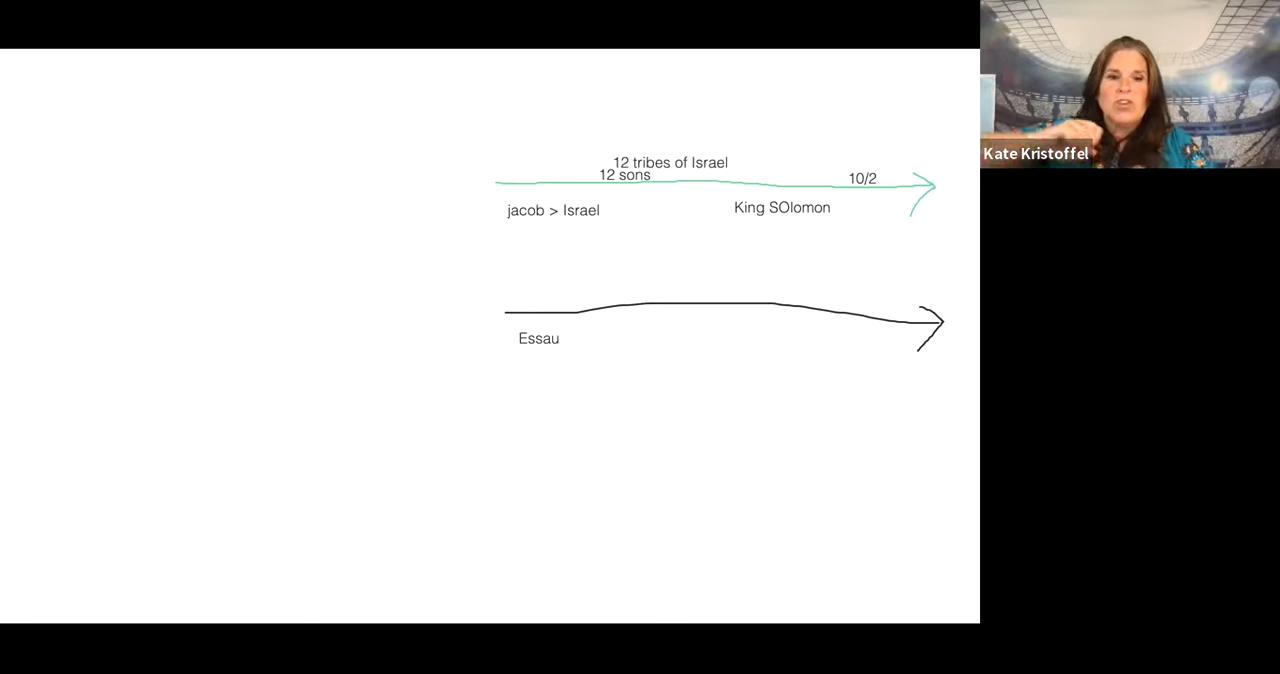 12 tribes of Israel
12 sons
10/2
jacob > Israel
King SOlomon
Essau
Kate Kristoffel